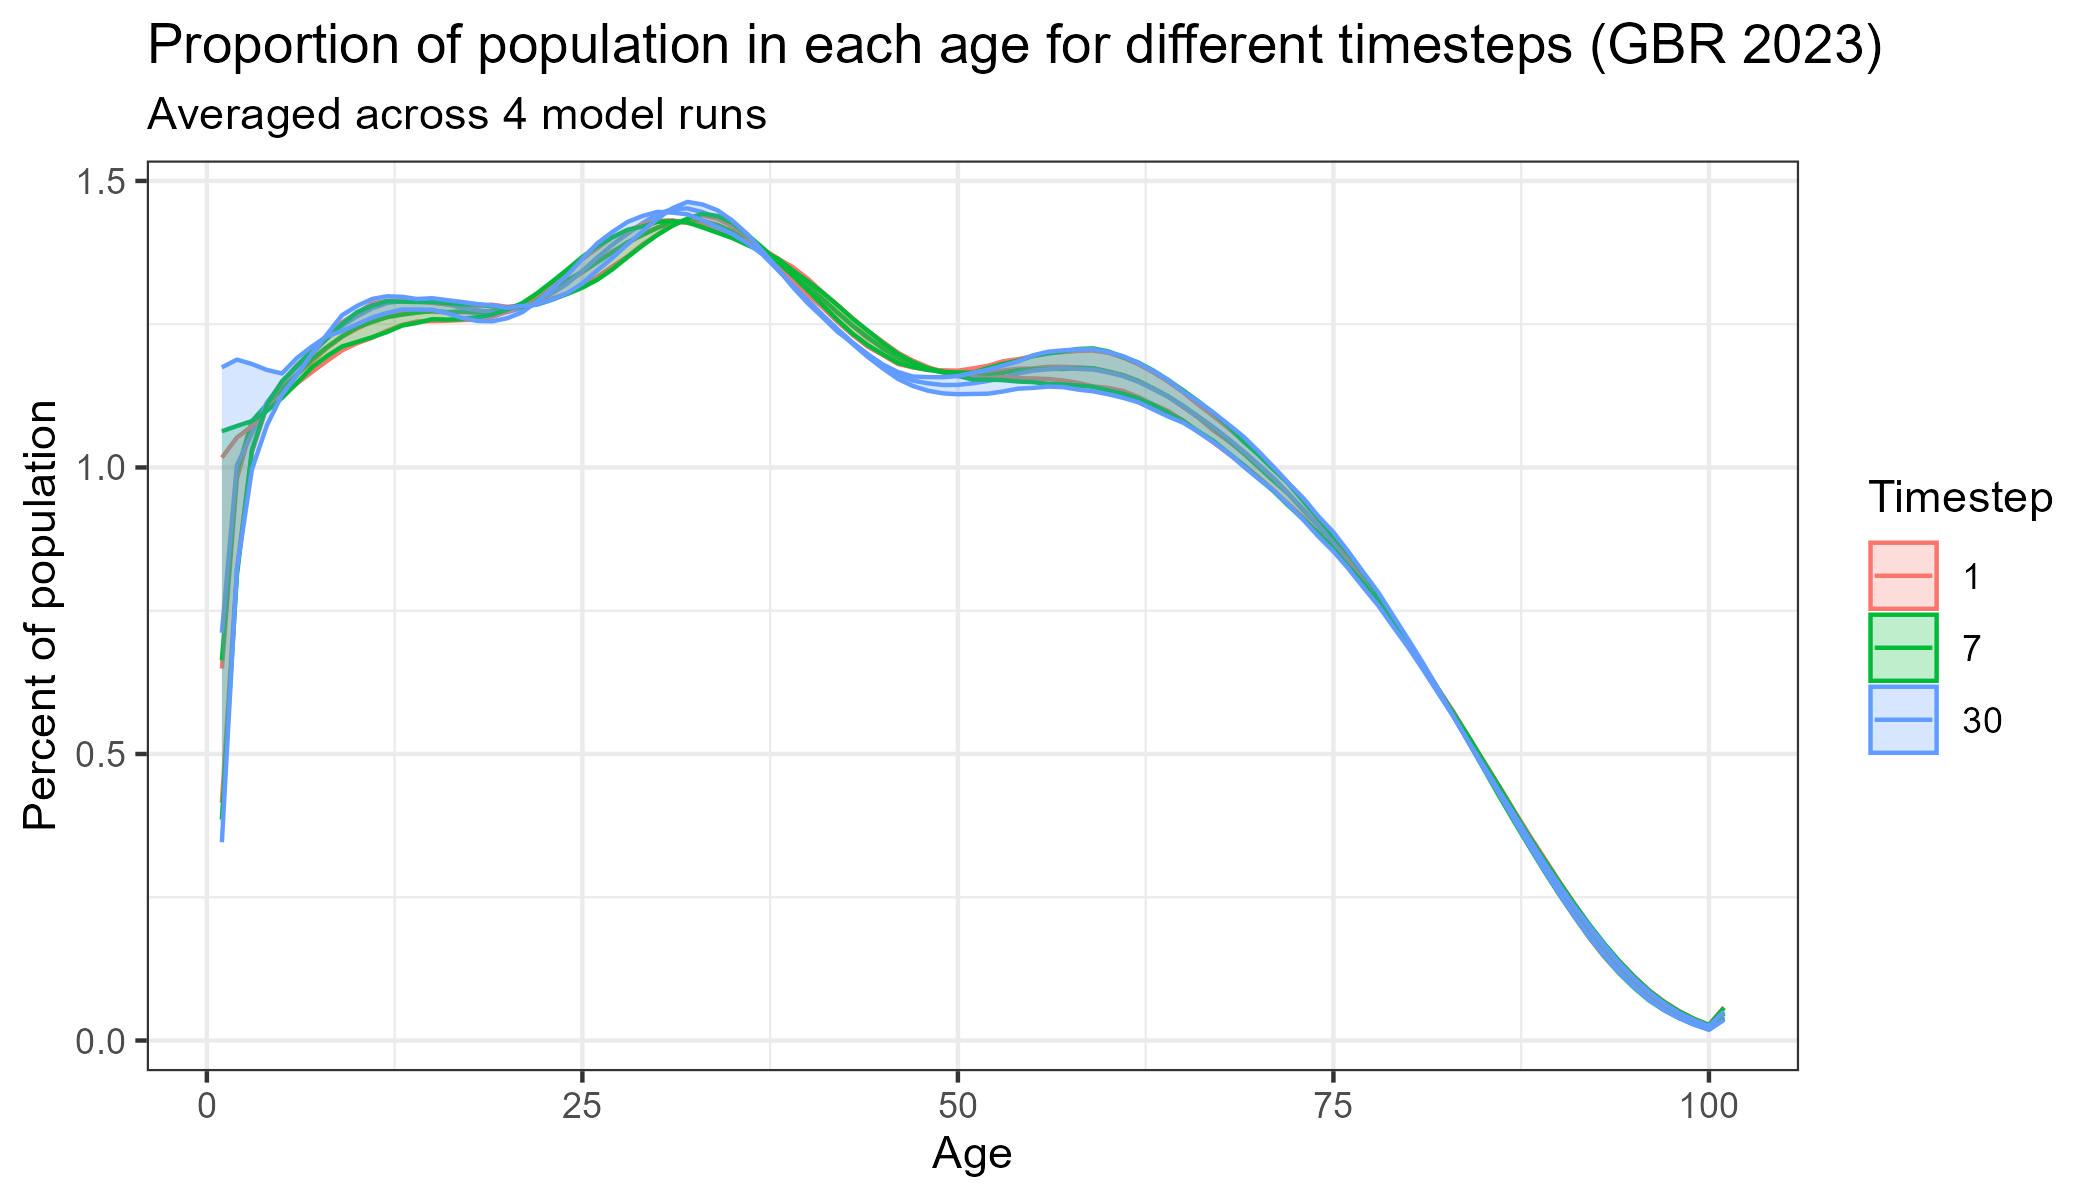 Proportion of population in each age for different timesteps (GBR 2023)
Averaged across 4 model runs
Percent of population
1.5
1.0
0.5
0.0
0 25 50 75 100
Age
Timestep
1
7
30